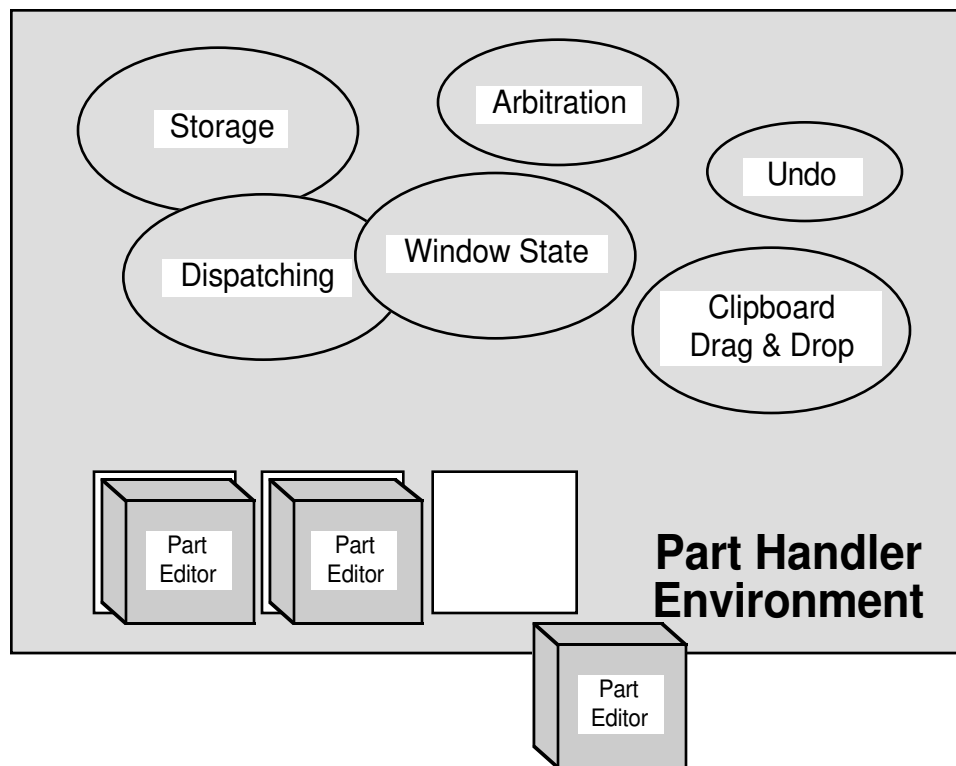 Storage
Arbitration
Undo
Dispatching
Window State
Clipboard
Drag & Drop
Part
Editor
Part
Editor
Part Handler
Environment
Part
Editor